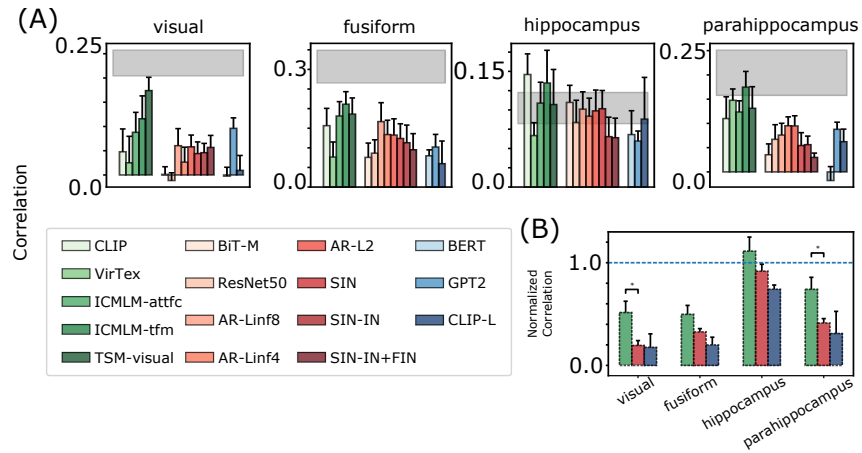 (A)
visual
fusiform
hippocampus
parahippocampus
0.25
0.0
0.3
0.0
0.15
0.0
0.25
0.0
Correlation
CLIP
VirTex
ICMLM-attfc
ICMLM-tfm
TSM-visual
BiT-M
ResNet50
AR-Linf8
AR-Linf4
AR-L2
SIN
SIN-IN
SIN-IN+FIN
BERT
GPT2
CLIP-L
(B)
Normalized
Correlation
1.0
0.0
*
*
visual
fusiform
hippocampus
parahippocampus